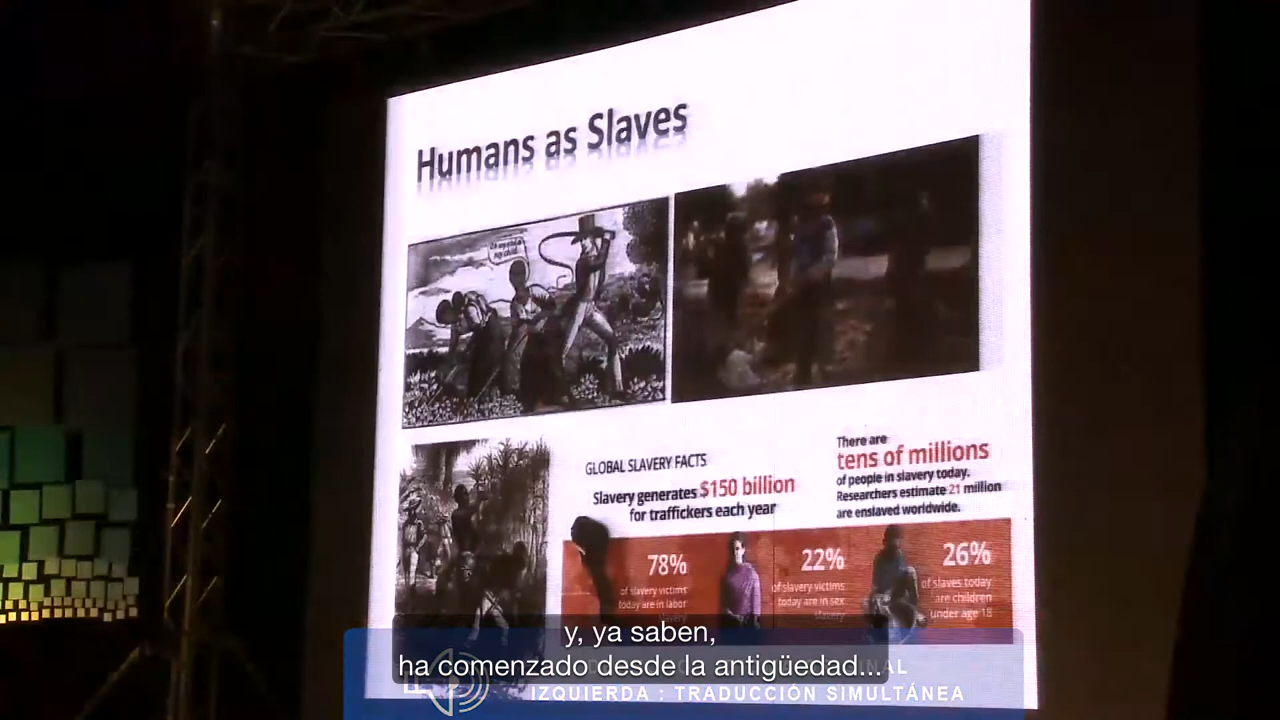 Humans as Slaves
GLOBAL SLAVERY FACTS
Slavery generates $150 billion
for traffickers each year
There are
tens of millions
of people in slavery today.
Researchers estimate 21 million
are enslaved worldwide.
78%
of slavery victims
today are in labor
22%
of slavery victims
today are in sex
slavery
26%
of slaves today
are children
under age 18
y, ya saben,
ha comenzado desde la antigüedad...
IZQUIERDA : TRADUCCIÓN SIMULTÁNEA